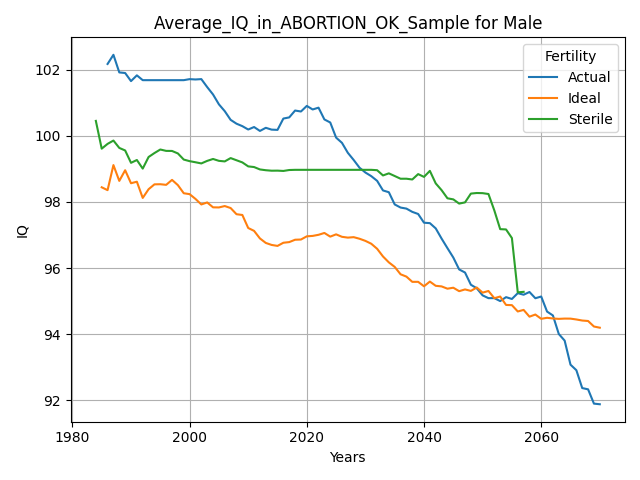 Average_IQ_in_ABORTION_OK_Sample for Male
IQ
102
100
98
96
94
92
1980
2000
2020
2040
2060
Years
Fertility
Actual
Ideal
Sterile